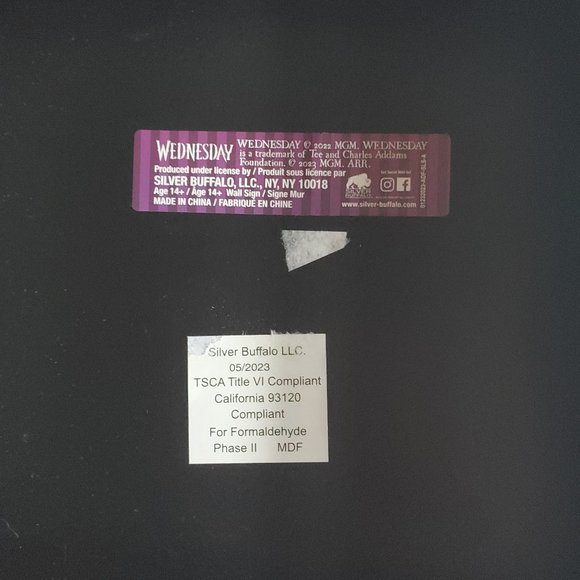 WEDNESDAY
WEDNESDAY © 2022 MGM. WEDNESDAY
is a trademark of Tee and Charles Addams
Foundation. © 2023 MGM. ARR.
Produced under license by / Produit sous licence par
SILVER BUFFALO, LLC., NY, NY 10018
Age 14+ / Âge 14+ Wall Sign / Signe Mur
MADE IN CHINA / FABRIQUÉ EN CHINE
SILVER BUFFALO
www.silver-buffalo.com
Silver Buffalo LLC.
05/2023
TSCA Title VI Compliant
California 93120
Compliant
For Formaldehyde
Phase II MDF